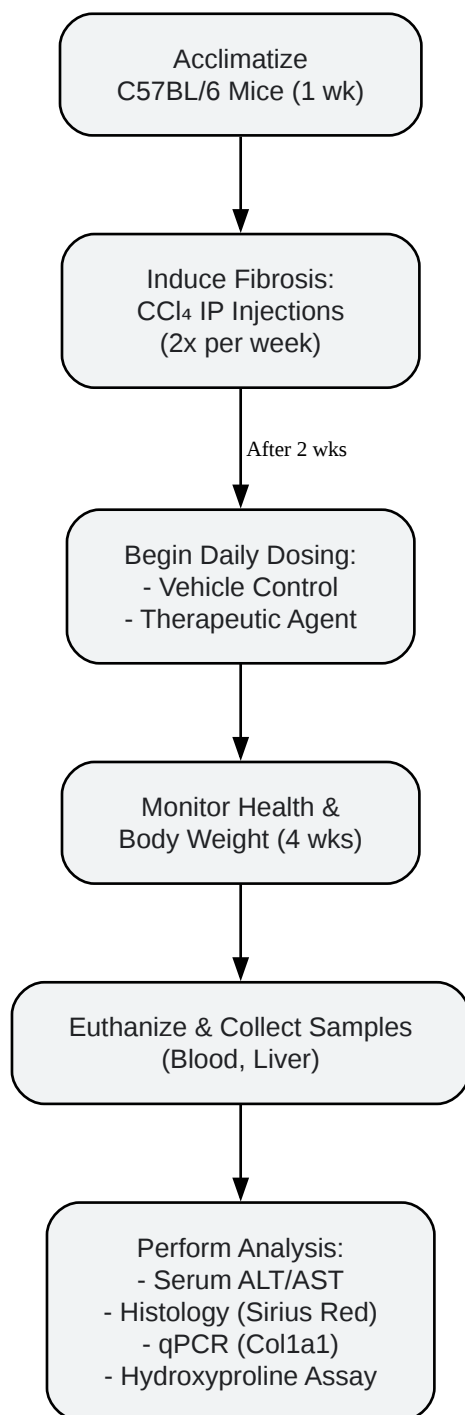 Acclimatize
C57BL/6 Mice (1 wk)
Induce Fibrosis:
CCl₄ IP Injections
(2x per week)
After 2 wks
Begin Daily Dosing:
- Vehicle Control
- Therapeutic Agent
Monitor Health &
Body Weight (4 wks)
Euthanize & Collect Samples
(Blood, Liver)
Perform Analysis:
- Serum ALT/AST
- Histology (Sirius Red)
- qPCR (Col1a1)
- Hydroxyproline Assay